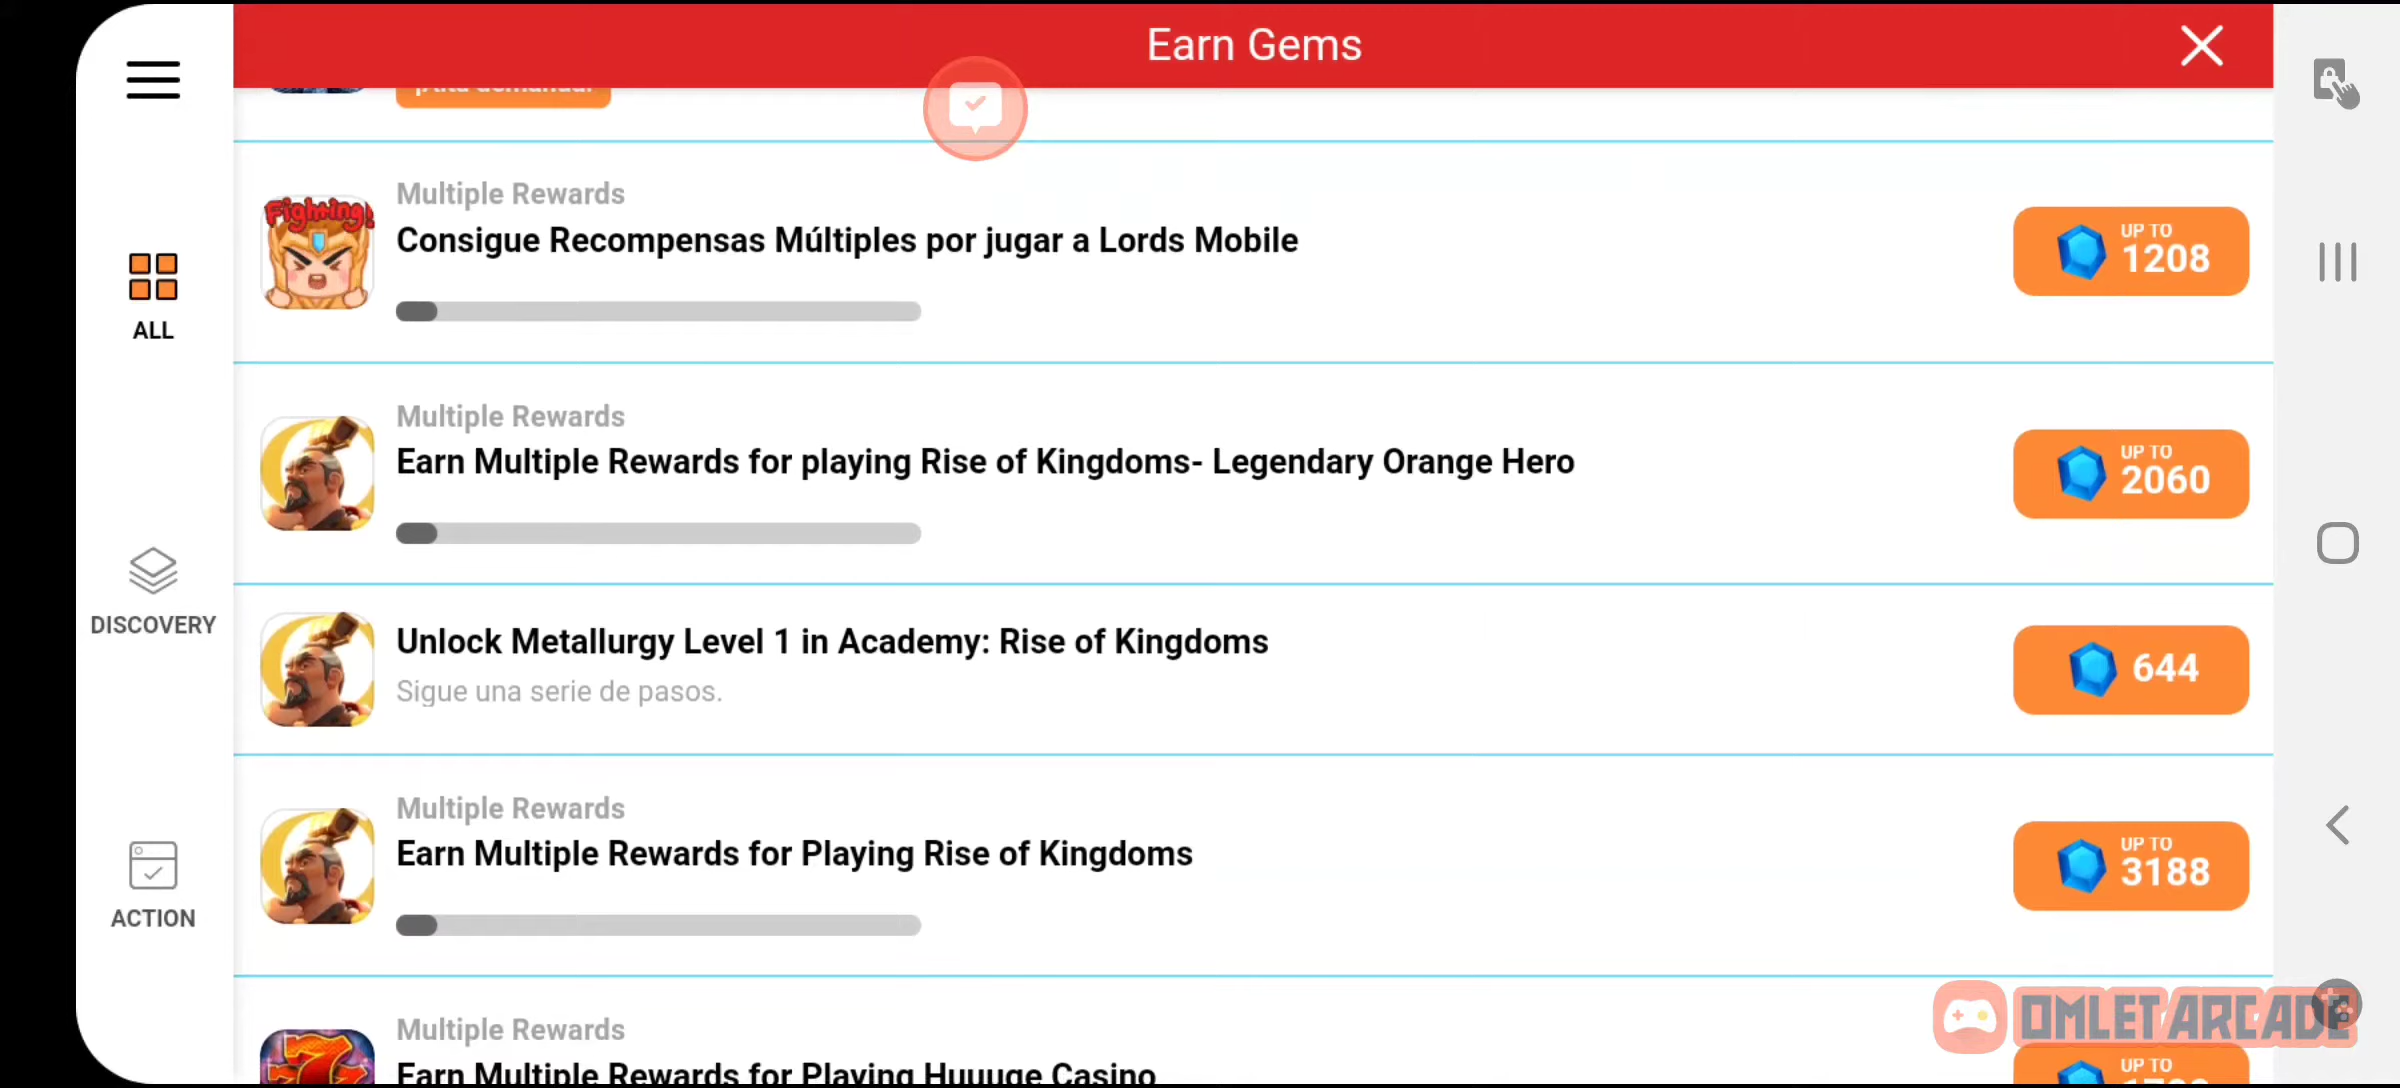 Earn Gems
¡Alta demanda!
ALL
DISCOVERY
ACTION
Fighting!
Multiple Rewards
Consigue Recompensas Múltiples por jugar a Lords Mobile
UP TO
1208
Multiple Rewards
Earn Multiple Rewards for playing Rise of Kingdoms- Legendary Orange Hero
UP TO
2060
Unlock Metallurgy Level 1 in Academy: Rise of Kingdoms
Sigue una serie de pasos.
644
Multiple Rewards
Earn Multiple Rewards for Playing Rise of Kingdoms
UP TO
3188
Multiple Rewards
Earn Multiple Rewards for Playing Huuuge Casino
UP TO
OMLET ARCADE